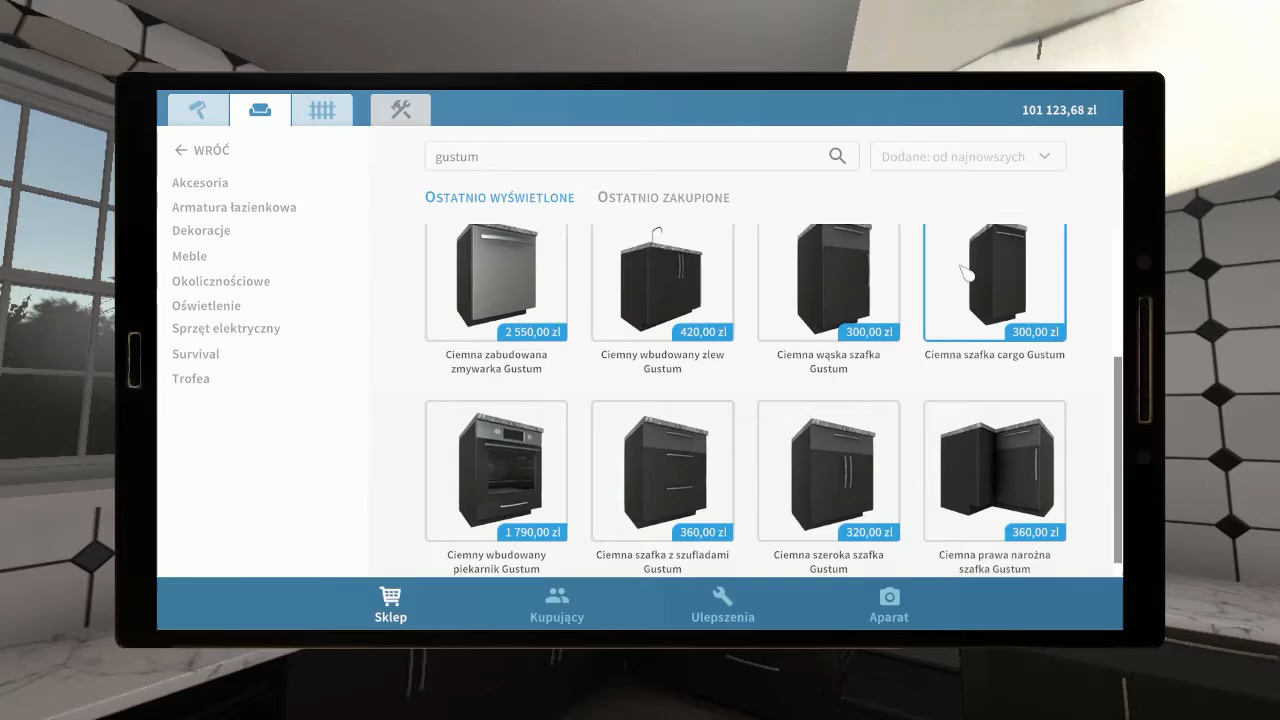 101 123,68 zl
WRÓĆ
Akcesoria
Armatura łazienkowa
Dekoracje
Meble
Okolicznościowe
Oświetlenie
Sprzęt elektryczny
Survival
Trofea
gustum
Dodane: od najnowszych
OSTATNIO WYŚWIETLONE
OSTATNIO ZAKUPIONE
2 550,00 zl
420,00 zl
300,00 zl
300,00 zl
Ciemna zabudowana
zmywarka Gustum
Ciemny wbudowany zlew
Gustum
Ciemna wąska szafka
Gustum
Ciemna szafka cargo Gustum
1 790,00 zl
360,00 zl
320,00 zl
360,00 zl
Ciemny wbudowany
piekarnik Gustum
Ciemna szafka z szufladami
Gustum
Ciemna szeroka szafka
Gustum
Ciemna prawa narożna
szafka Gustum
Sklep
Kupujący
Ulepszenia
Aparat